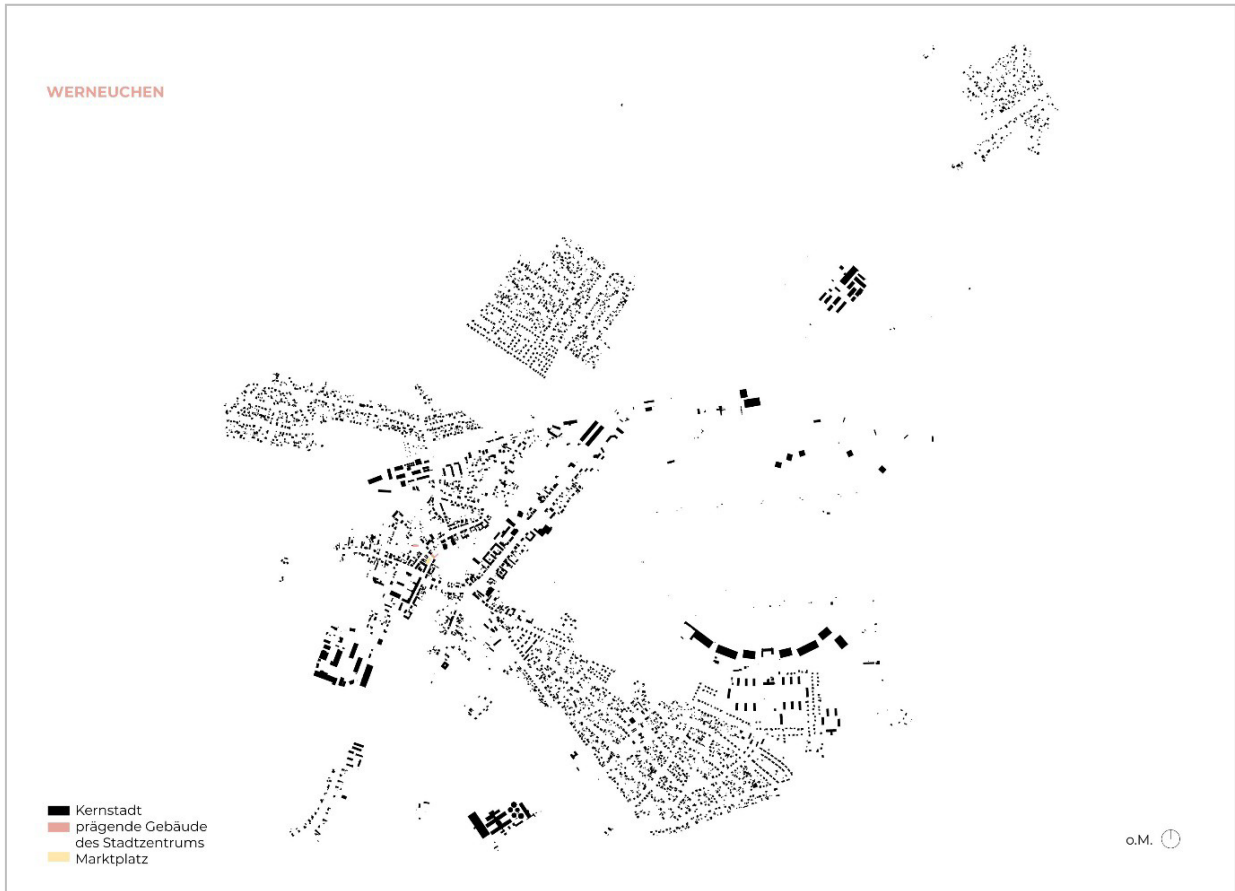 WERNEUCHEN
Kernstadt
prägende Gebäude
des Stadtzentrums
Marktplatz
o.M.